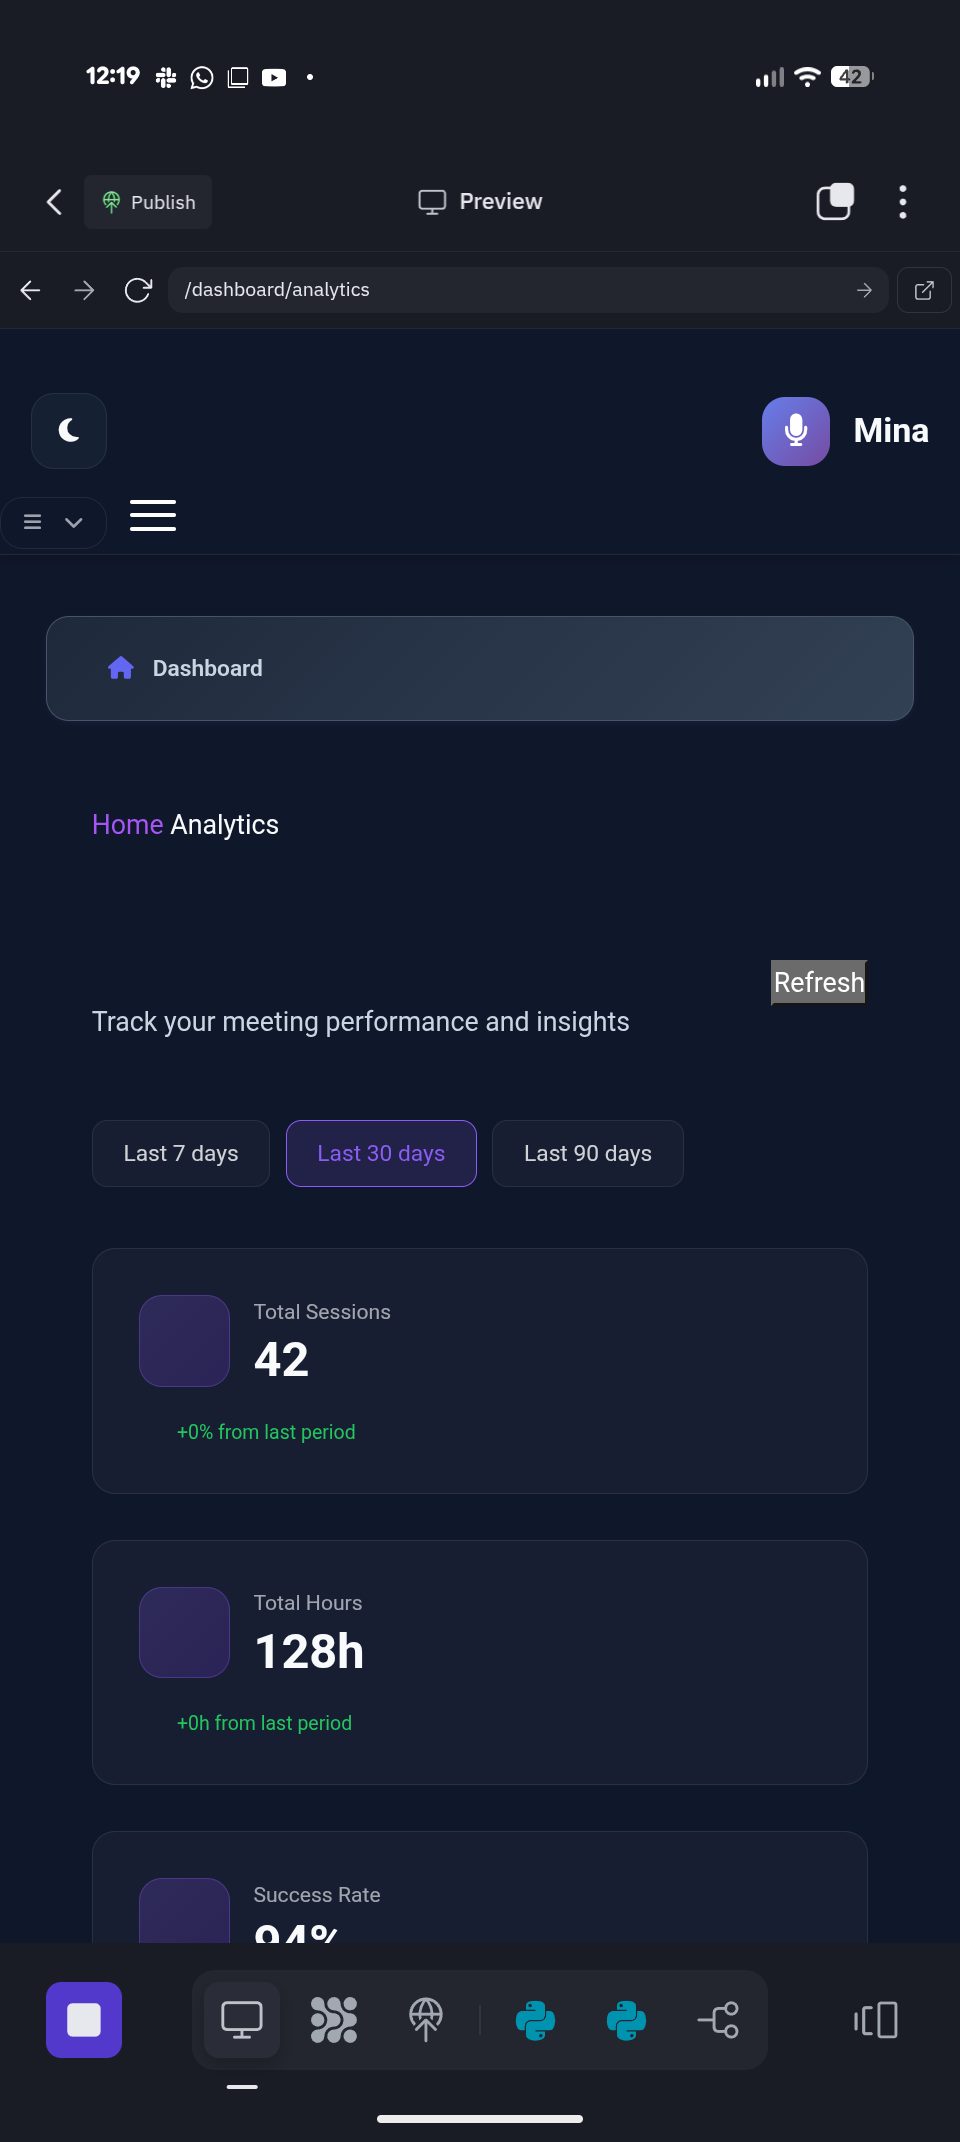 12:19
42
Publish
Preview
/dashboard/analytics
Mina
Dashboard
Home Analytics
Refresh
Track your meeting performance and insights
Last 7 days
Last 30 days
Last 90 days
Total Sessions
42
+0% from last period
Total Hours
128h
+0h from last period
Success Rate
94%